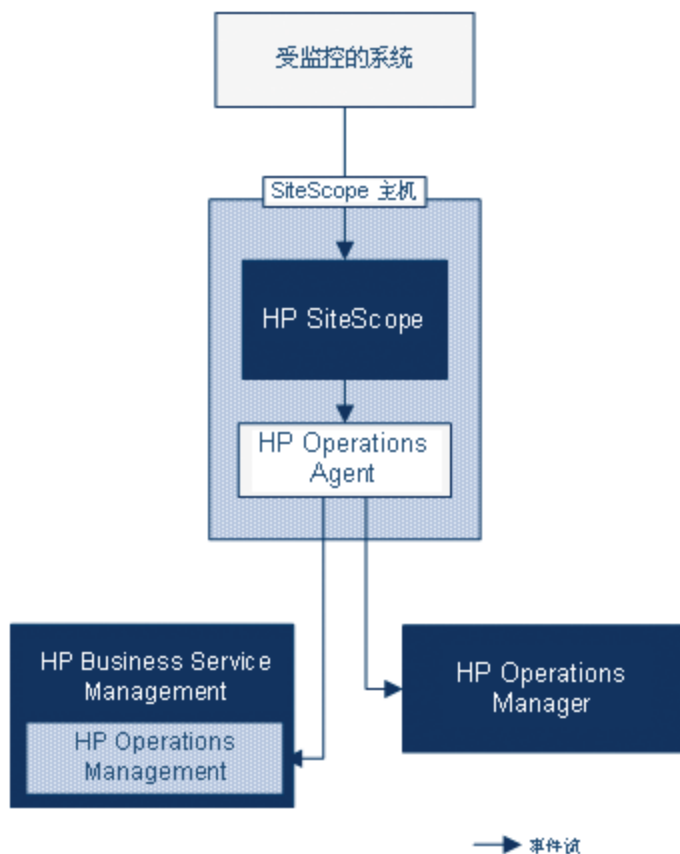 受监控的系统
SiteScope 主机
HP SiteScope
HP Operations
Agent
HP Business Service
Management
HP Operations
Management
HP Operations
Manager
事件流